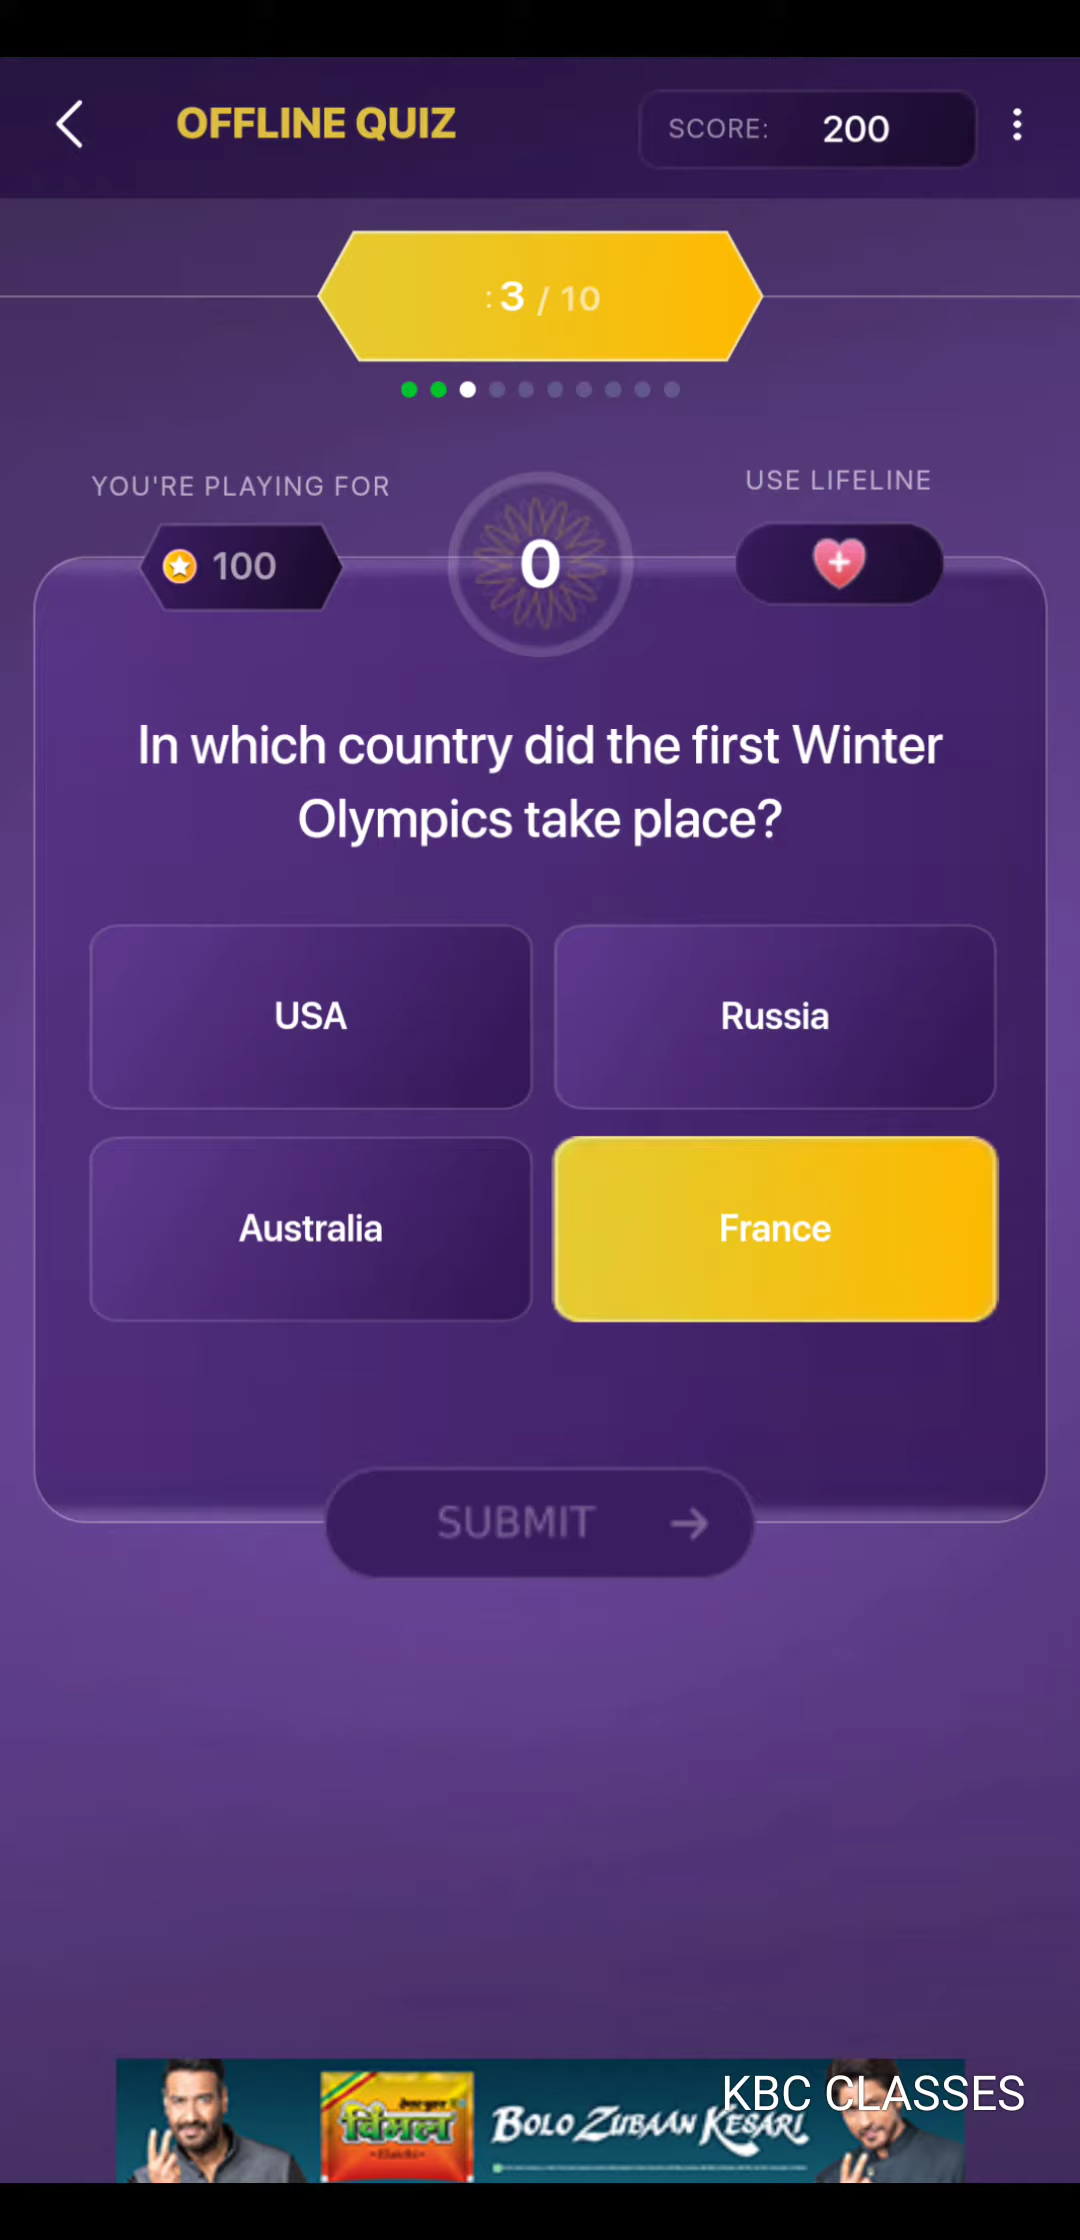 OFFLINE QUIZ
SCORE: 200
: 3 / 10
YOU'RE PLAYING FOR
USE LIFELINE
100
0
In which country did the first Winter
Olympics take place?
USA
Russia
Australia
France
SUBMIT
KBC CLASSES
विमल
BOLO ZUBAAN KESARI